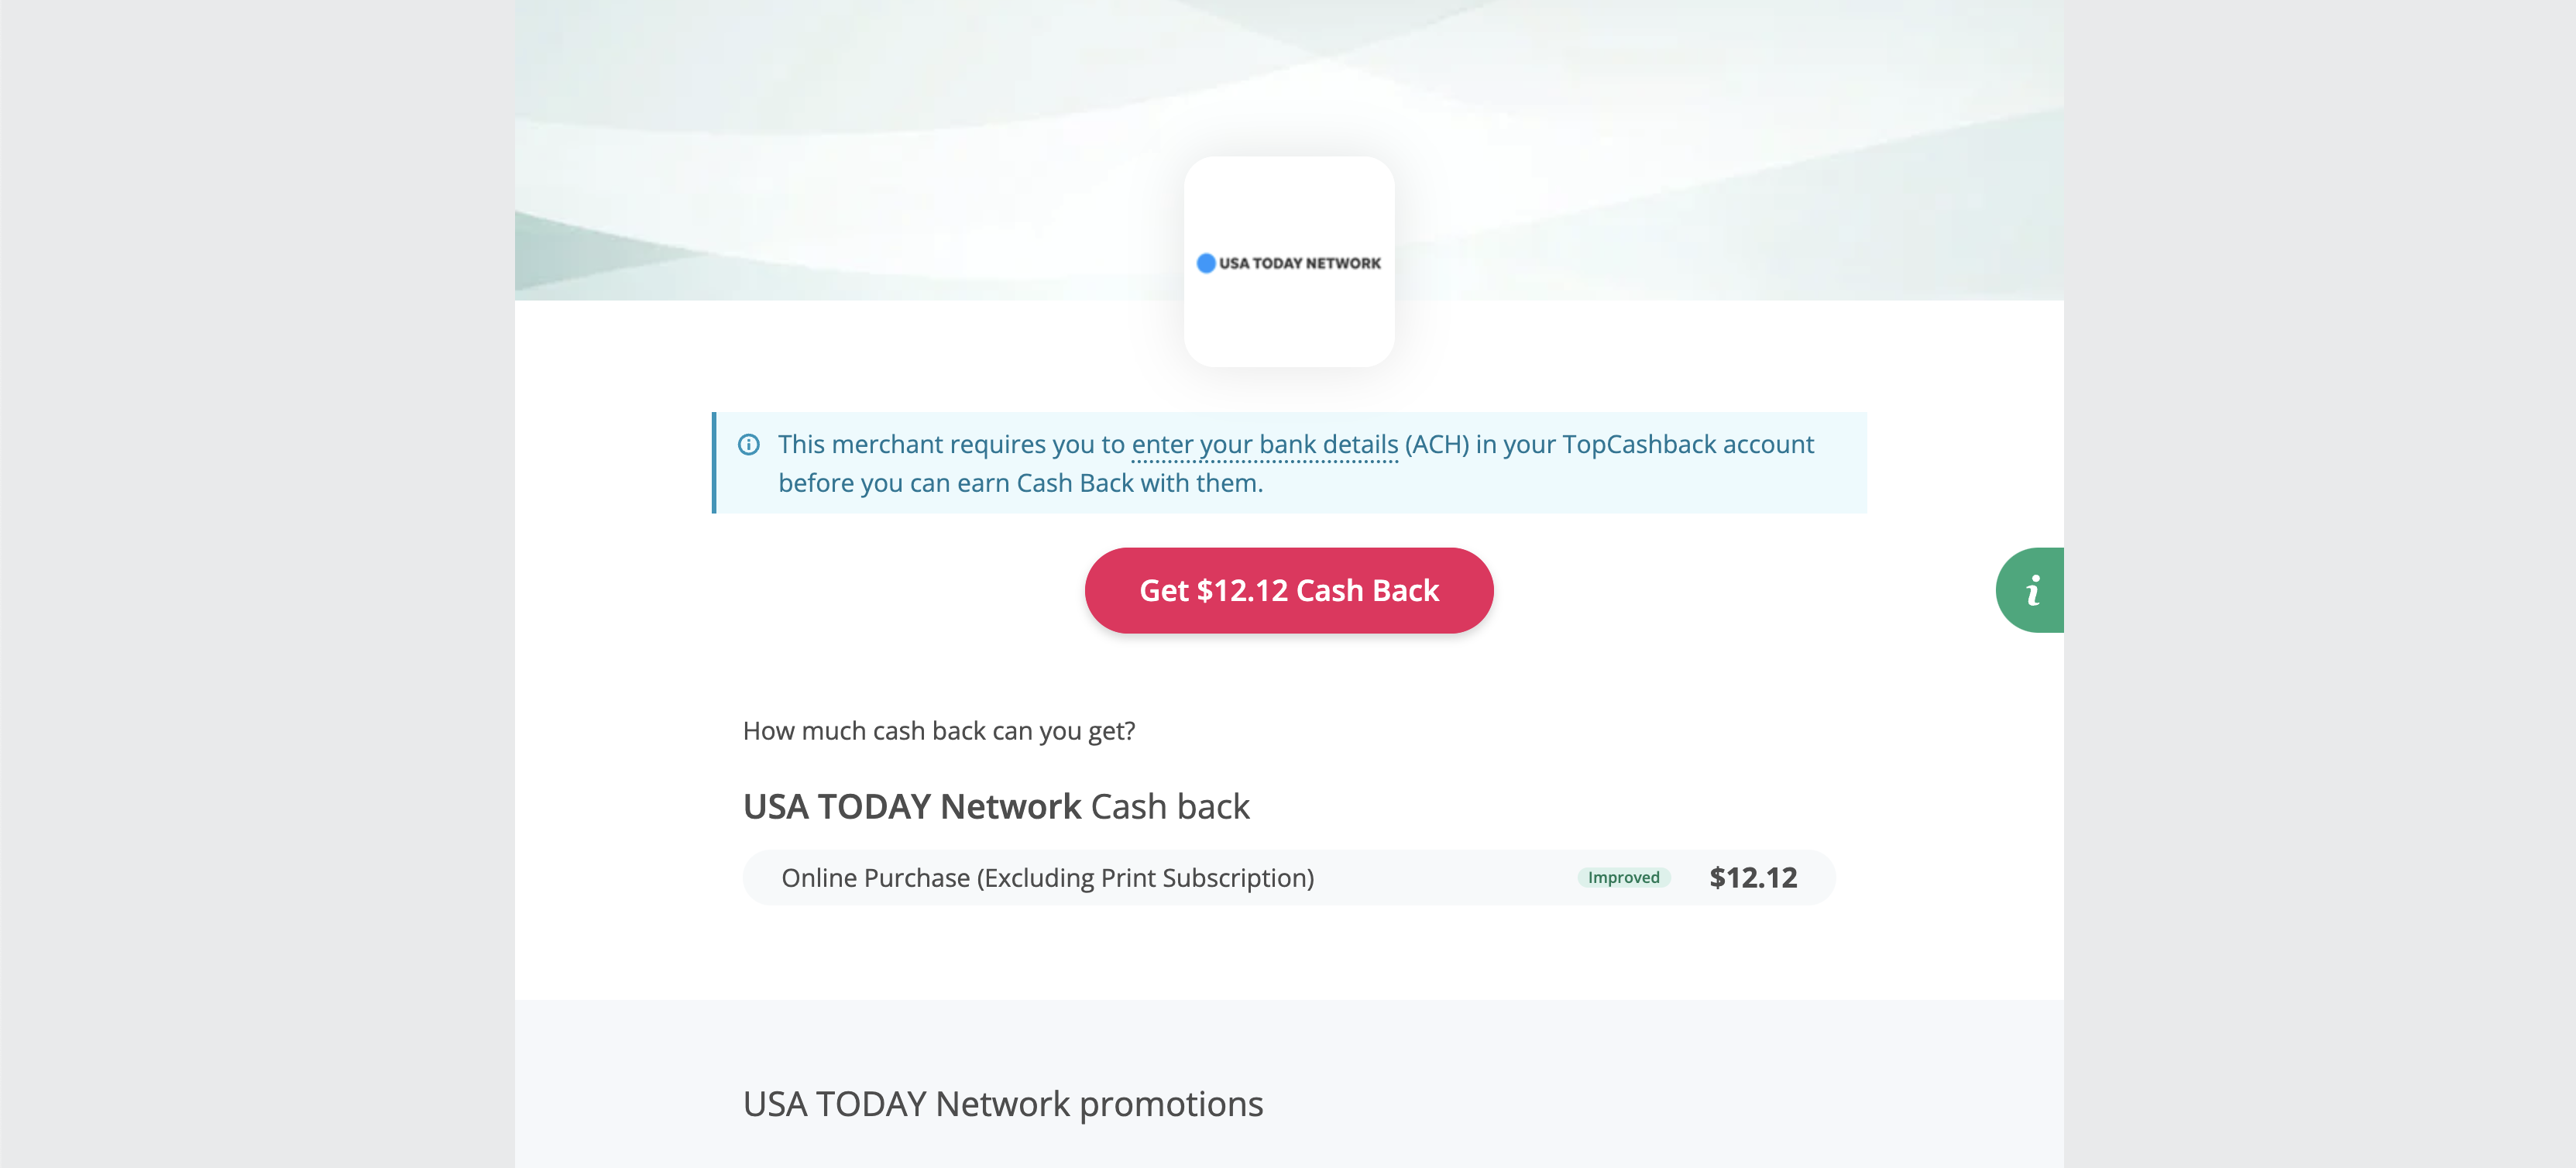 USA TODAY NETWORK
This merchant requires you to enter your bank details (ACH) in your TopCashback account
before you can earn Cash Back with them.
Get $12.12 Cash Back
i
How much cash back can you get?
USA TODAY Network Cash back
Online Purchase (Excluding Print Subscription) Improved $12.12
USA TODAY Network promotions